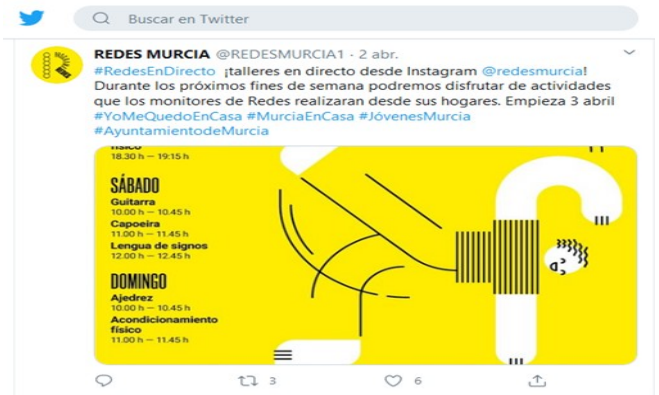 Buscar en Twitter
REDES MURCIA @REDESMURCIA1 · 2 abr.
#RedesEnDirecto ¡talleres en directo desde Instagram @redesmurcia!
Durante los próximos fines de semana podremos disfrutar de actividades
que los monitores de Redes realizaran desde sus hogares. Empieza 3 abril
#YoMeQuedoEnCasa #MurciaEnCasa #JóvenesMurcia
#AyuntamientodeMurcia
físico
18.30 h — 19:15 h
SÁBADO
Guitarra
10.00 h — 10.45 h
Capoeira
11.00 h — 11.45 h
Lengua de signos
12.00 h — 12.45 h
DOMINGO
Ajedrez
10.00 h — 10.45 h
Acondicionamiento
físico
11.00 h — 11.45 h
3
6